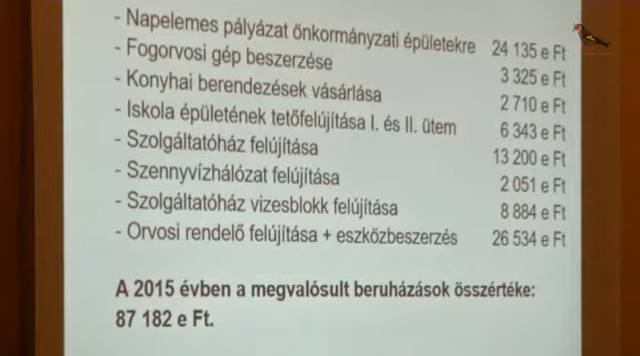 - Napelemes pályázat önkormányzati épületekre 24 135 e Ft
- Fogorvosi gép beszerzése 3 325 e Ft
- Konyhai berendezések vásárlása 2 710 e Ft
- Iskola épületének tetőfelújítása I. és II. ütem 6 343 e Ft
- Szolgáltatóház felújítása 13 200 e Ft
- Szennyvízhálózat felújítása 2 051 e Ft
- Szolgáltatóház vizesblokk felújítása 8 884 e Ft
- Orvosi rendelő felújítása + eszközbeszerzés 26 534 e Ft
A 2015 évben a megvalósult beruházások összértéke:
87 182 e Ft.